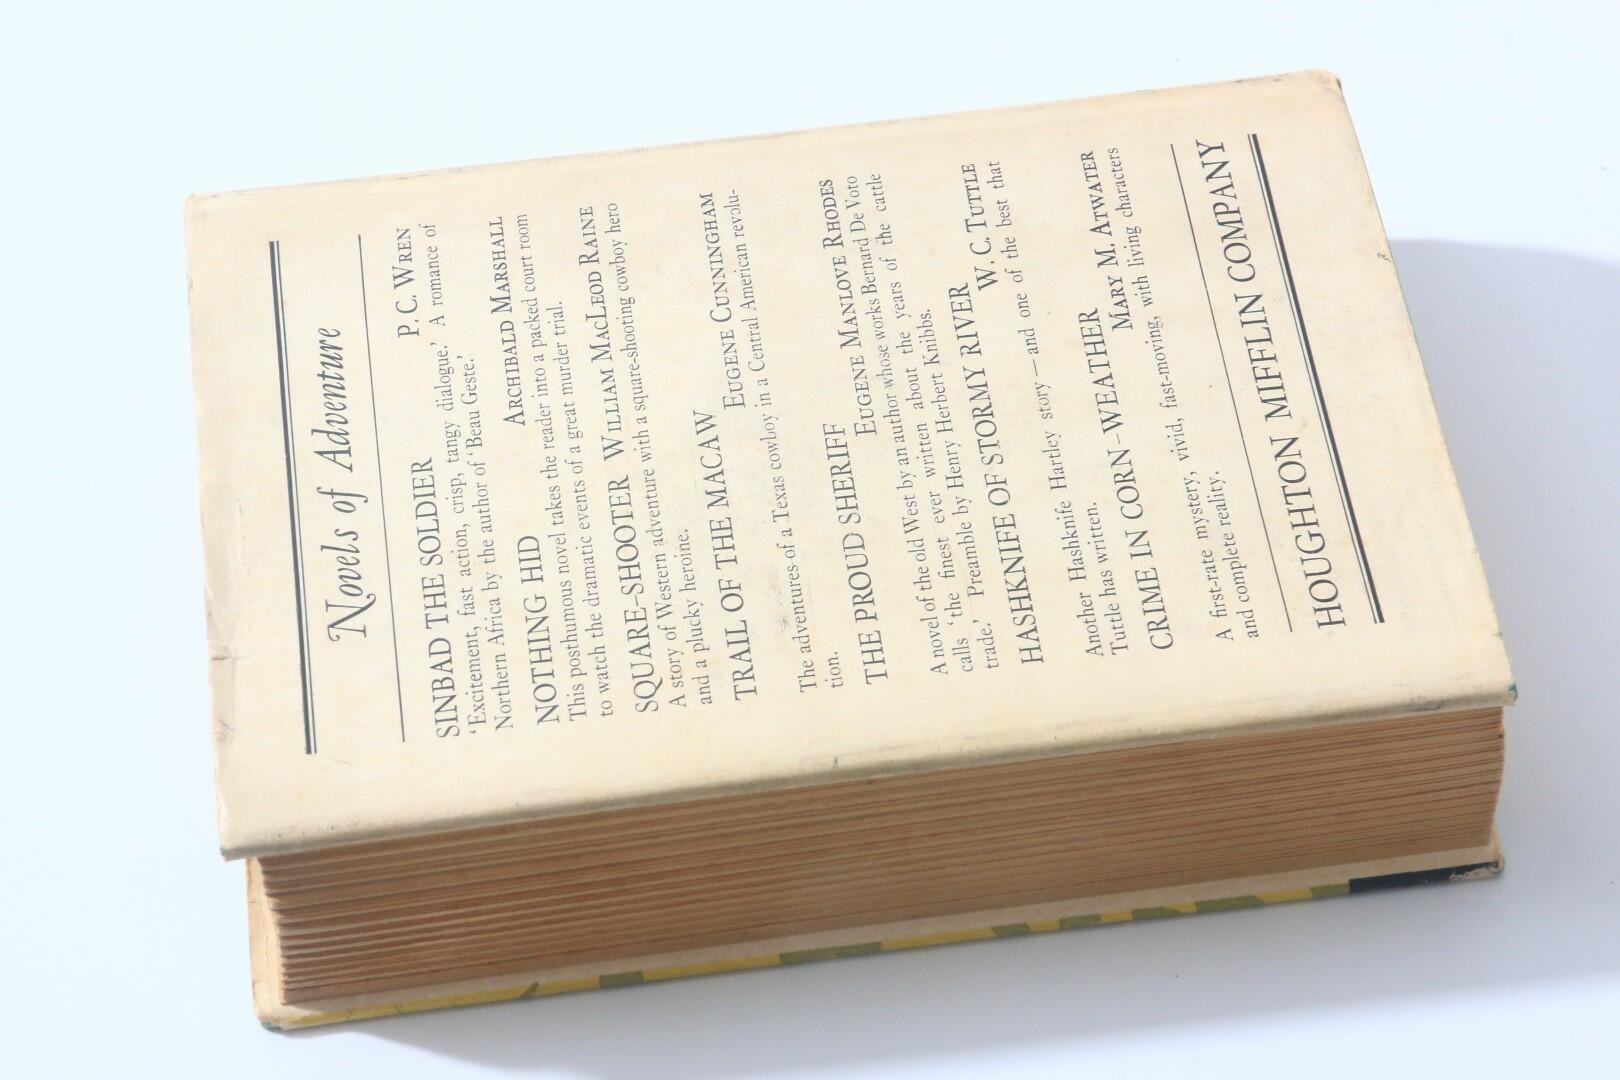 Novels of Adventure
SINBAD THE SOLDIER P. C. WREN
'Excitement, fast action, crisp, tangy dialogue.' A romance of
Northern Africa by the author of 'Beau Geste.'
NOTHING HID ARCHIBALD MARSHALL
This posthumous novel takes the reader into a packed court room
to watch the dramatic events of a great murder trial.
SQUARE-SHOOTER WILLIAM MACLEOD RAINE
A story of Western adventure with a square-shooting cowboy hero
and a plucky heroine.
TRAIL OF THE MACAW EUGENE CUNNINGHAM
The adventures of a Texas cowboy in a Central American revolu-
tion.
THE PROUD SHERIFF EUGENE MANLOVE RHODES
A novel of the old West by an author whose works Bernard De Voto
calls 'the finest ever written about the years of the cattle
trade.' Preamble by Henry Herbert Knibbs.
HASHKNIFE OF STORMY RIVER W. C. TUTTLE
Another Hashknife Hartley story — and one of the best that
Tuttle has written.
CRIME IN CORN-WEATHER MARY M. ATWATER
A first-rate mystery, vivid, fast-moving, with living characters
and complete reality.
HOUGHTON MIFFLIN COMPANY